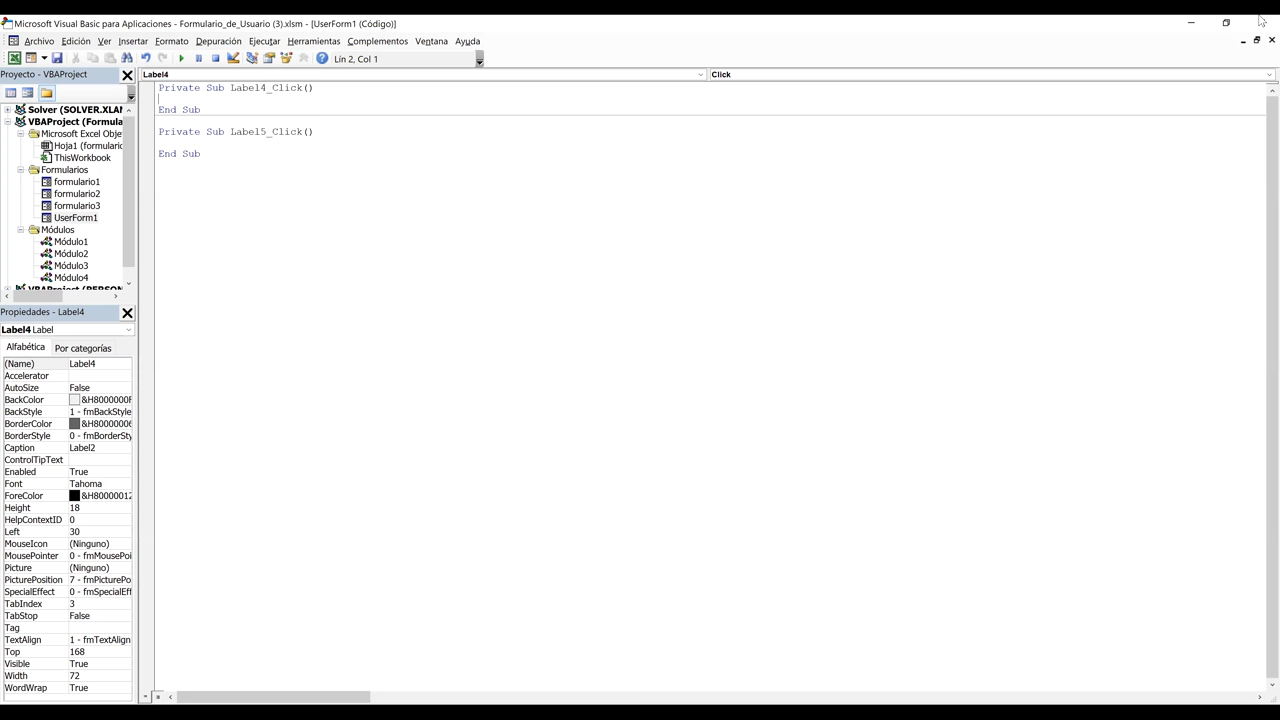 Microsoft Visual Basic para Aplicaciones - Formulario_de_Usuario (3).xlsm - [UserForm1 (Código)]
Archivo Edición Ver Insertar Formato Depuración Ejecutar Herramientas Complementos Ventana Ayuda
Lín 2, Col 1
Proyecto - VBAProject
Label4
Click
Solver (SOLVER.XLAM
VBAProject (Formula
Microsoft Excel Obje
Hoja1 (formulario
ThisWorkbook
Formularios
formulario1
formulario2
formulario3
UserForm1
Módulos
Módulo1
Módulo2
Módulo3
Módulo4
VBAProject (PERSON
Private Sub Label4_Click()
End Sub
Private Sub Label5_Click()
End Sub
Propiedades - Label4
Label4 Label
Alfabética Por categorías
(Name) Label4
Accelerator
AutoSize False
BackColor &H8000000F
BackStyle 1 - fmBackStyle
BorderColor &H80000006
BorderStyle 0 - fmBorderSty
Caption Label2
ControlTipText
Enabled True
Font Tahoma
ForeColor &H80000012
Height 18
HelpContextID 0
Left 30
MouseIcon (Ninguno)
MousePointer 0 - fmMousePoi
Picture (Ninguno)
PicturePosition 7 - fmPicturePo
SpecialEffect 0 - fmSpecialEff
TabIndex 3
TabStop False
Tag
TextAlign 1 - fmTextAlign
Top 168
Visible True
Width 72
WordWrap True